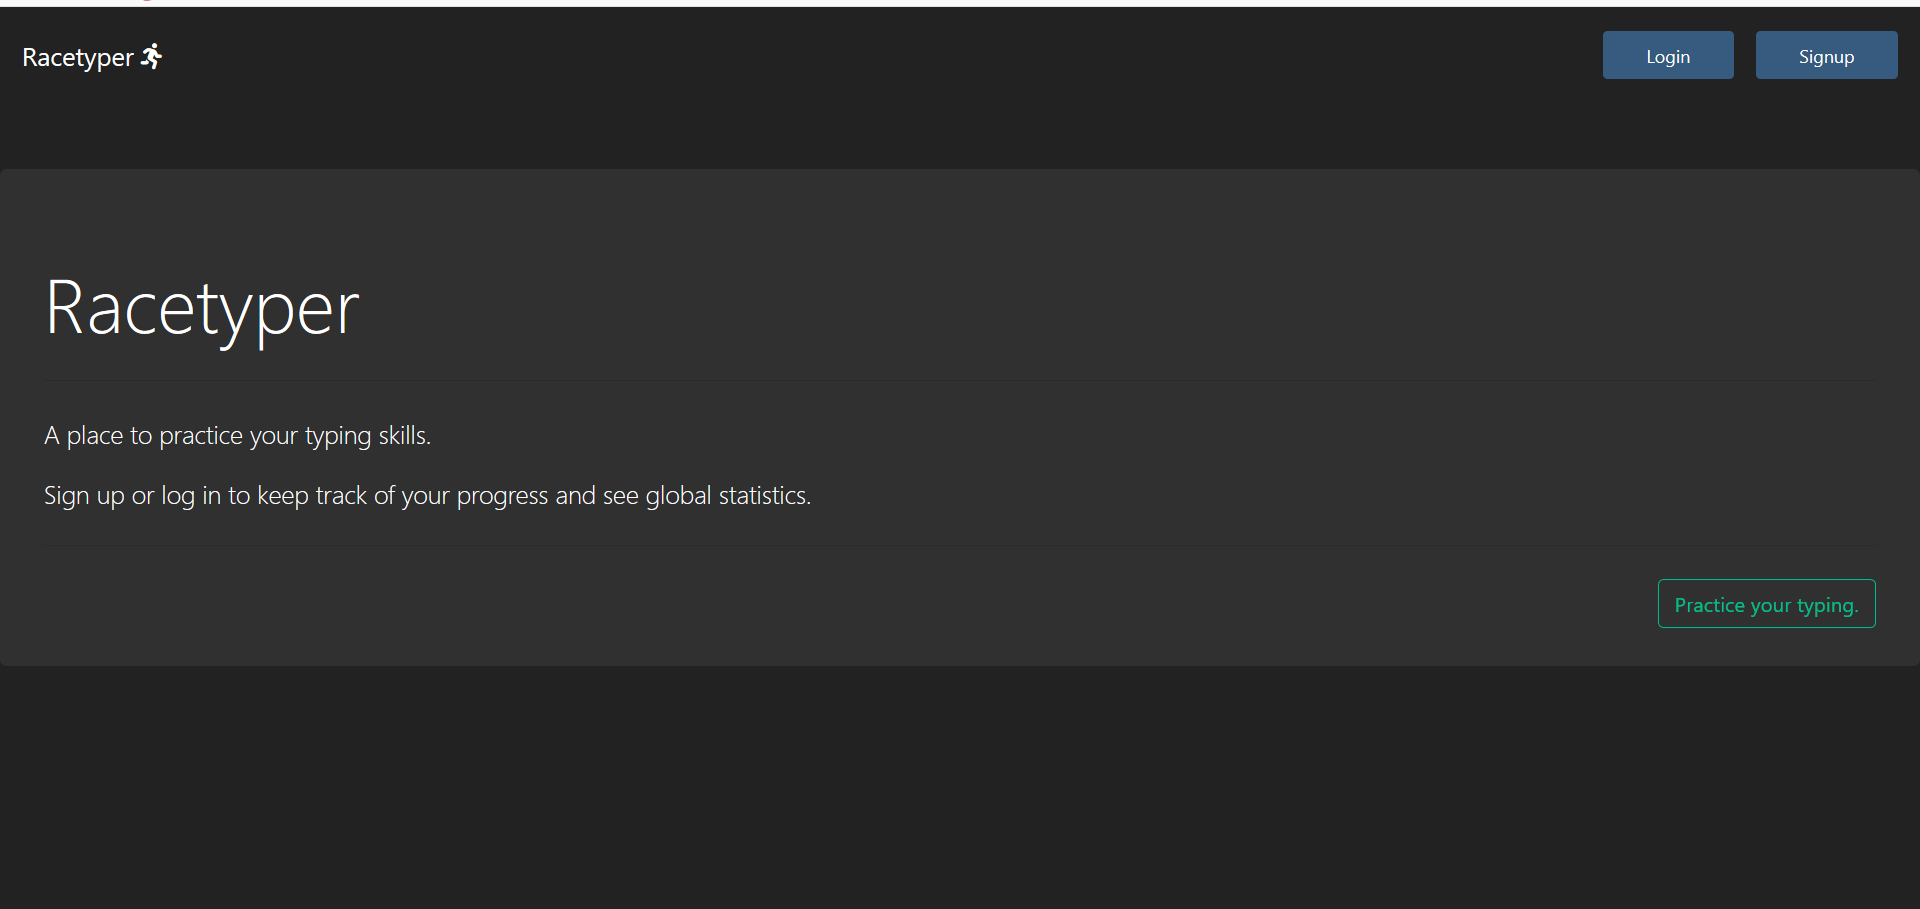 Racetyper
Login
Signup
Racetyper
A place to practice your typing skills.
Sign up or log in to keep track of your progress and see global statistics.
Practice your typing.